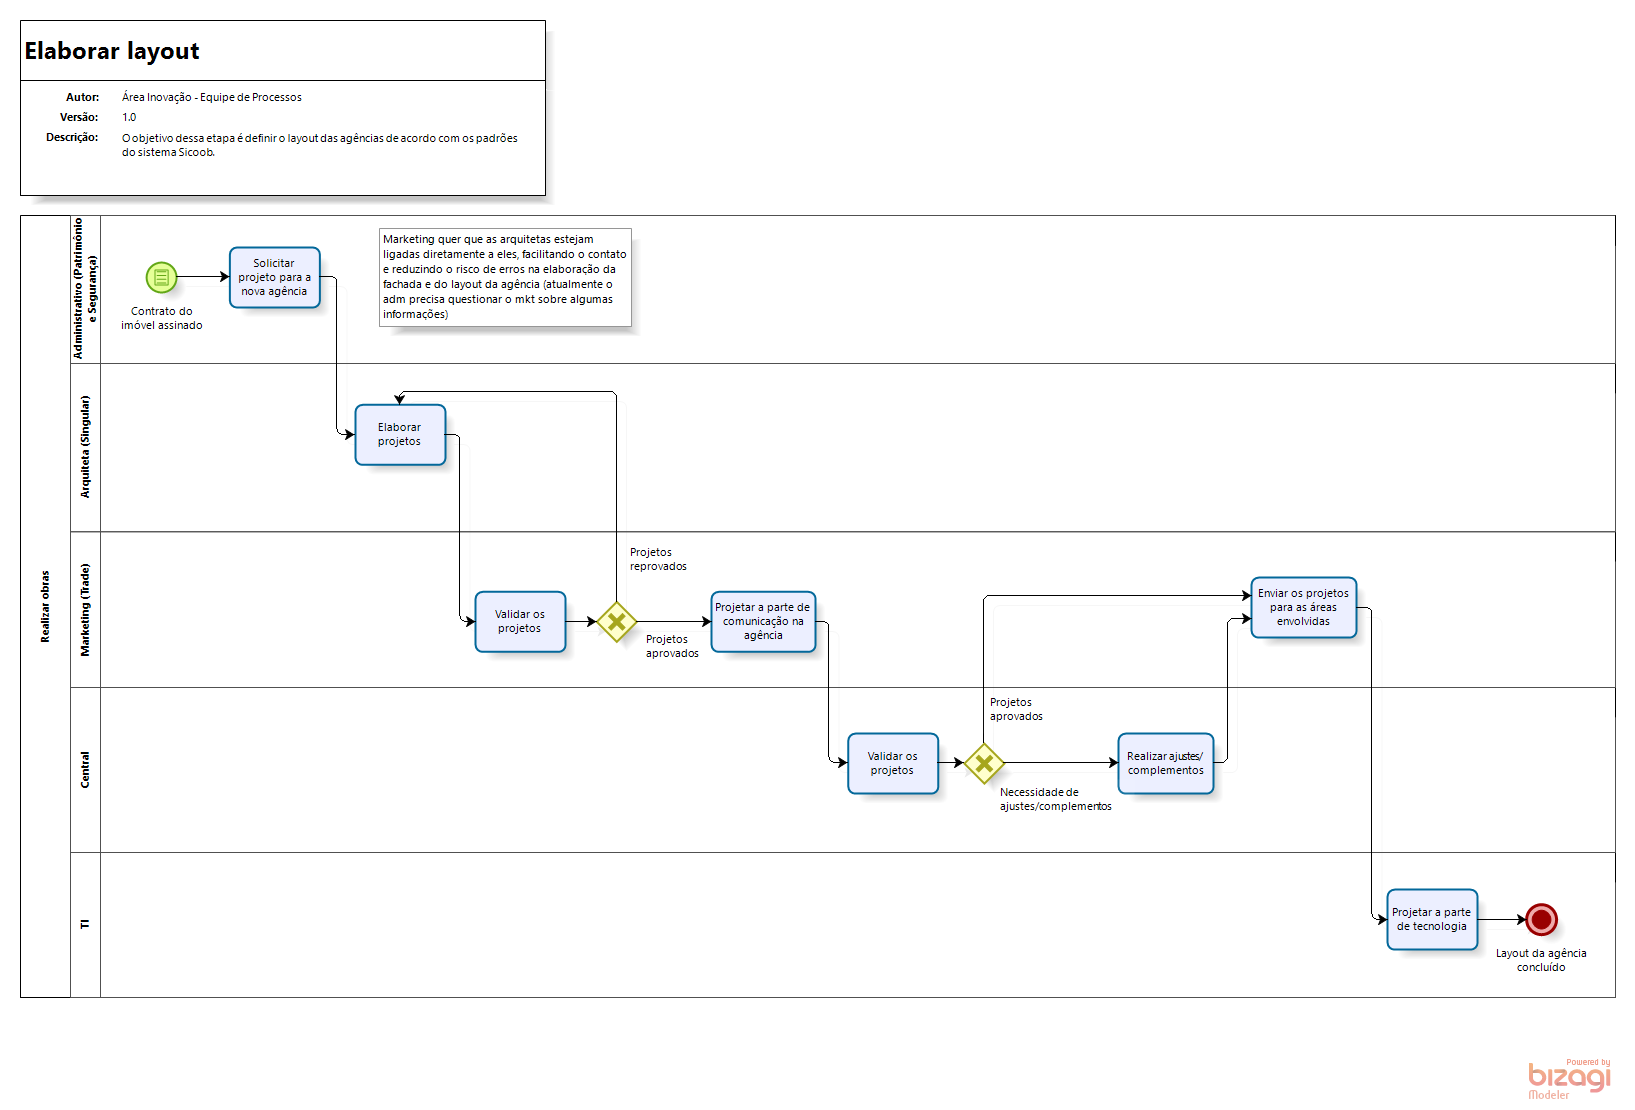 Elaborar layout
Autor: Área Inovação - Equipe de Processos
Versão: 1.0
Descrição: O objetivo dessa etapa é definir o layout das agências de acordo com os padrões
do sistema Sicoob.
Realizar obras
Administrativo (Patrimônio
e Segurança)
Contrato do
imóvel assinado
Solicitar
projeto para a
nova agência
Marketing quer que as arquitetas estejam
ligadas diretamente a eles, facilitando o contato
e reduzindo o risco de erros na elaboração da
fachada e do layout da agência (atualmente o
adm precisa questionar o mkt sobre algumas
informações)
Arquiteta (Singular)
Elaborar
projetos
Marketing (Trade)
Validar os
projetos
Projetos
reprovados
Projetos
aprovados
Projetar a parte de
comunicação na
agência
Enviar os projetos
para as áreas
envolvidas
Central
Validar os
projetos
Projetos
aprovados
Necessidade de
ajustes/complementos
Realizar ajustes/
complementos
TI
Projetar a parte
de tecnologia
Layout da agência
concluído
Powered by
bizagi
Modeler